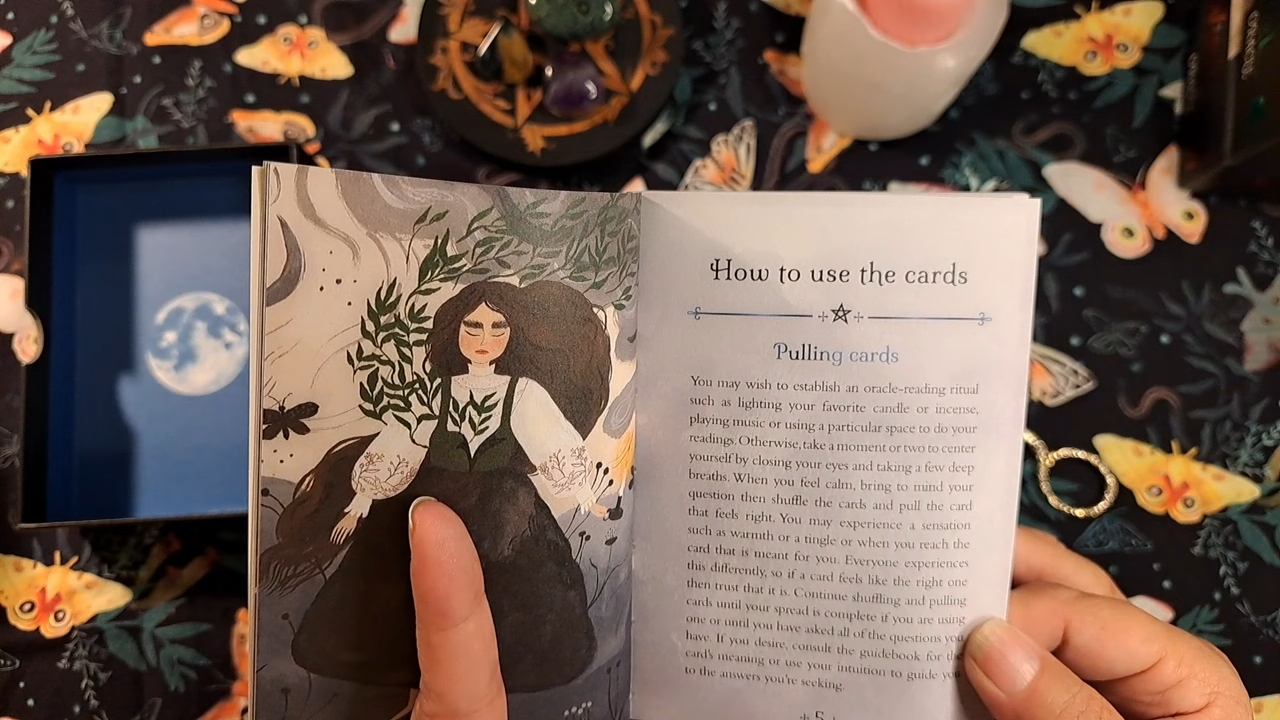 How to use the cards
Pulling cards
You may wish to establish an oracle-reading ritual
such as lighting your favorite candle or incense,
playing music or using a particular space to do your
readings. Otherwise, take a moment or two to center
yourself by closing your eyes and taking a few deep
breaths. When you feel calm, bring to mind your
question then shuffle the cards and pull the card
that feels right. You may experience a sensation
such as warmth or a tingle or when you reach the
card that is meant for you. Everyone experiences
this differently, so if a card feels like the right one
then trust that it is. Continue shuffling and pulling
cards until your spread is complete if you are using
one or until you have asked all of the questions you
have. If you desire, consult the guidebook for the
card's meaning or use your intuition to guide you
to the answers you're seeking.
5